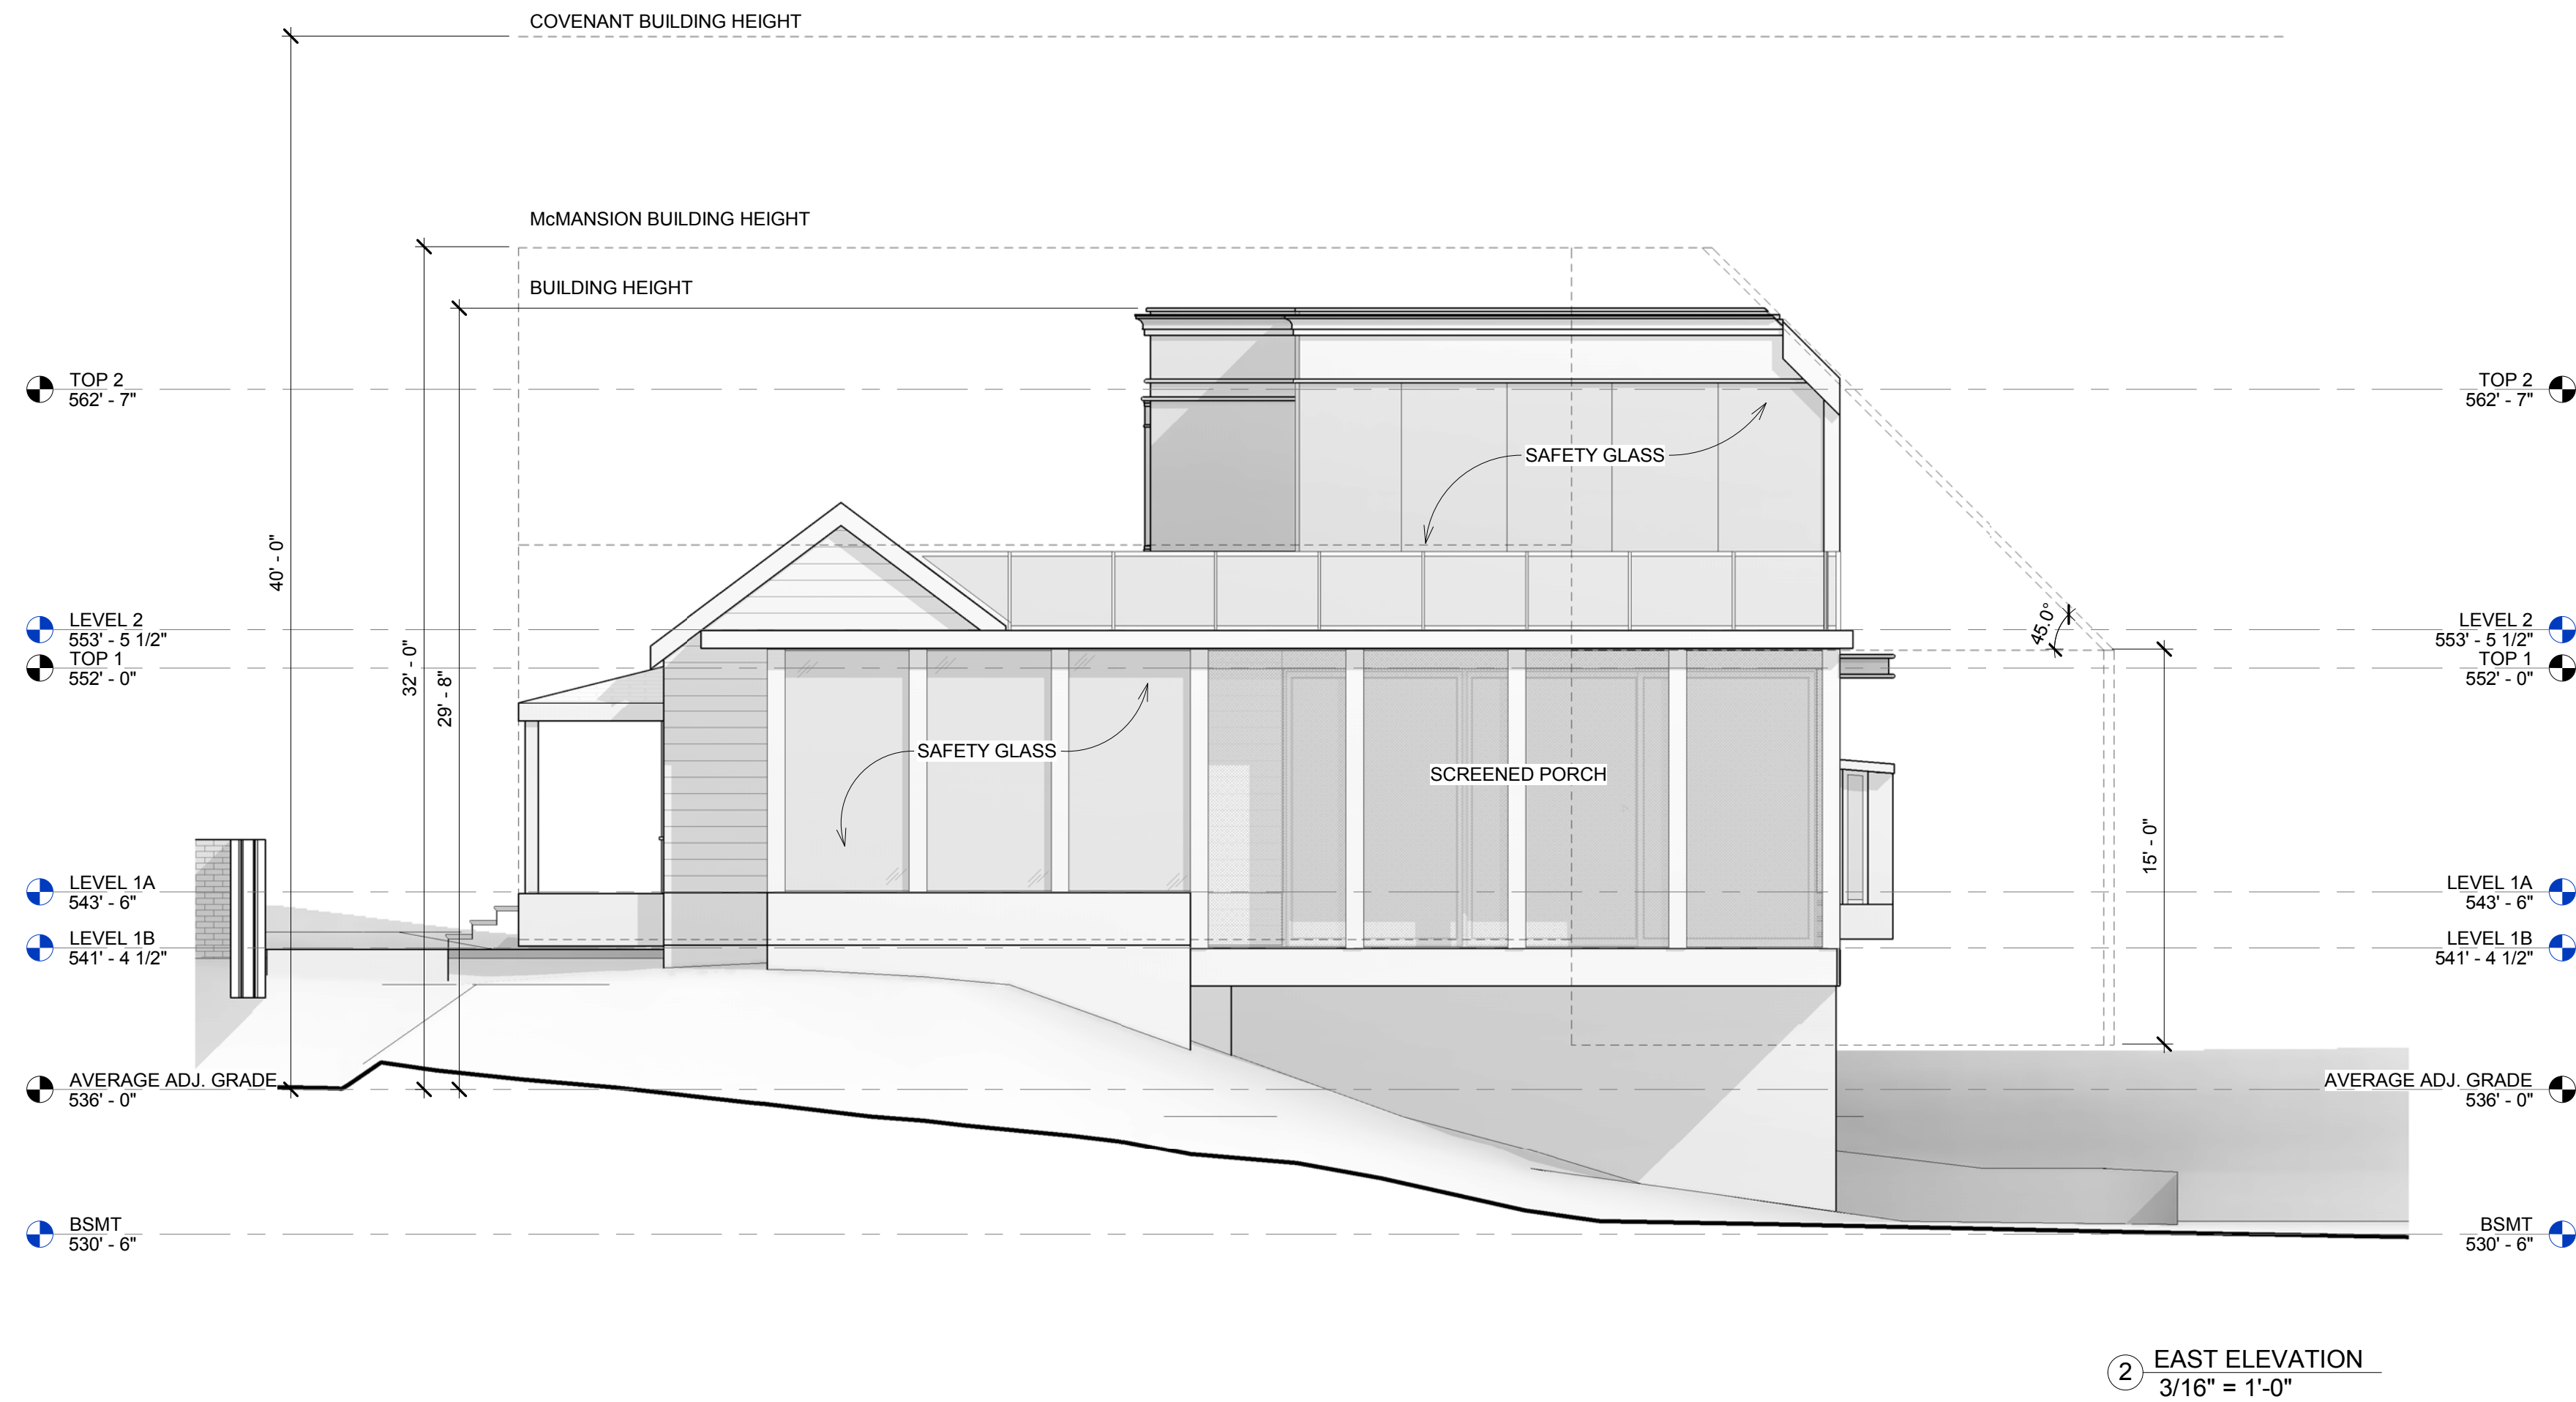 COVENANT BUILDING HEIGHT
McMANSION BUILDING HEIGHT
BUILDING HEIGHT
TOP 2
562' - 7"
TOP 2
562' - 7"
SAFETY GLASS
40' - 0"
32' - 0"
29' - 8"
45.0°
LEVEL 2
553' - 5 1/2"
LEVEL 2
553' - 5 1/2"
TOP 1
552' - 0"
TOP 1
552' - 0"
SAFETY GLASS
SCREENED PORCH
15' - 0"
LEVEL 1A
543' - 6"
LEVEL 1A
543' - 6"
LEVEL 1B
541' - 4 1/2"
LEVEL 1B
541' - 4 1/2"
AVERAGE ADJ. GRADE
536' - 0"
AVERAGE ADJ. GRADE
536' - 0"
BSMT
530' - 6"
BSMT
530' - 6"
2
EAST ELEVATION
3/16" = 1'-0"